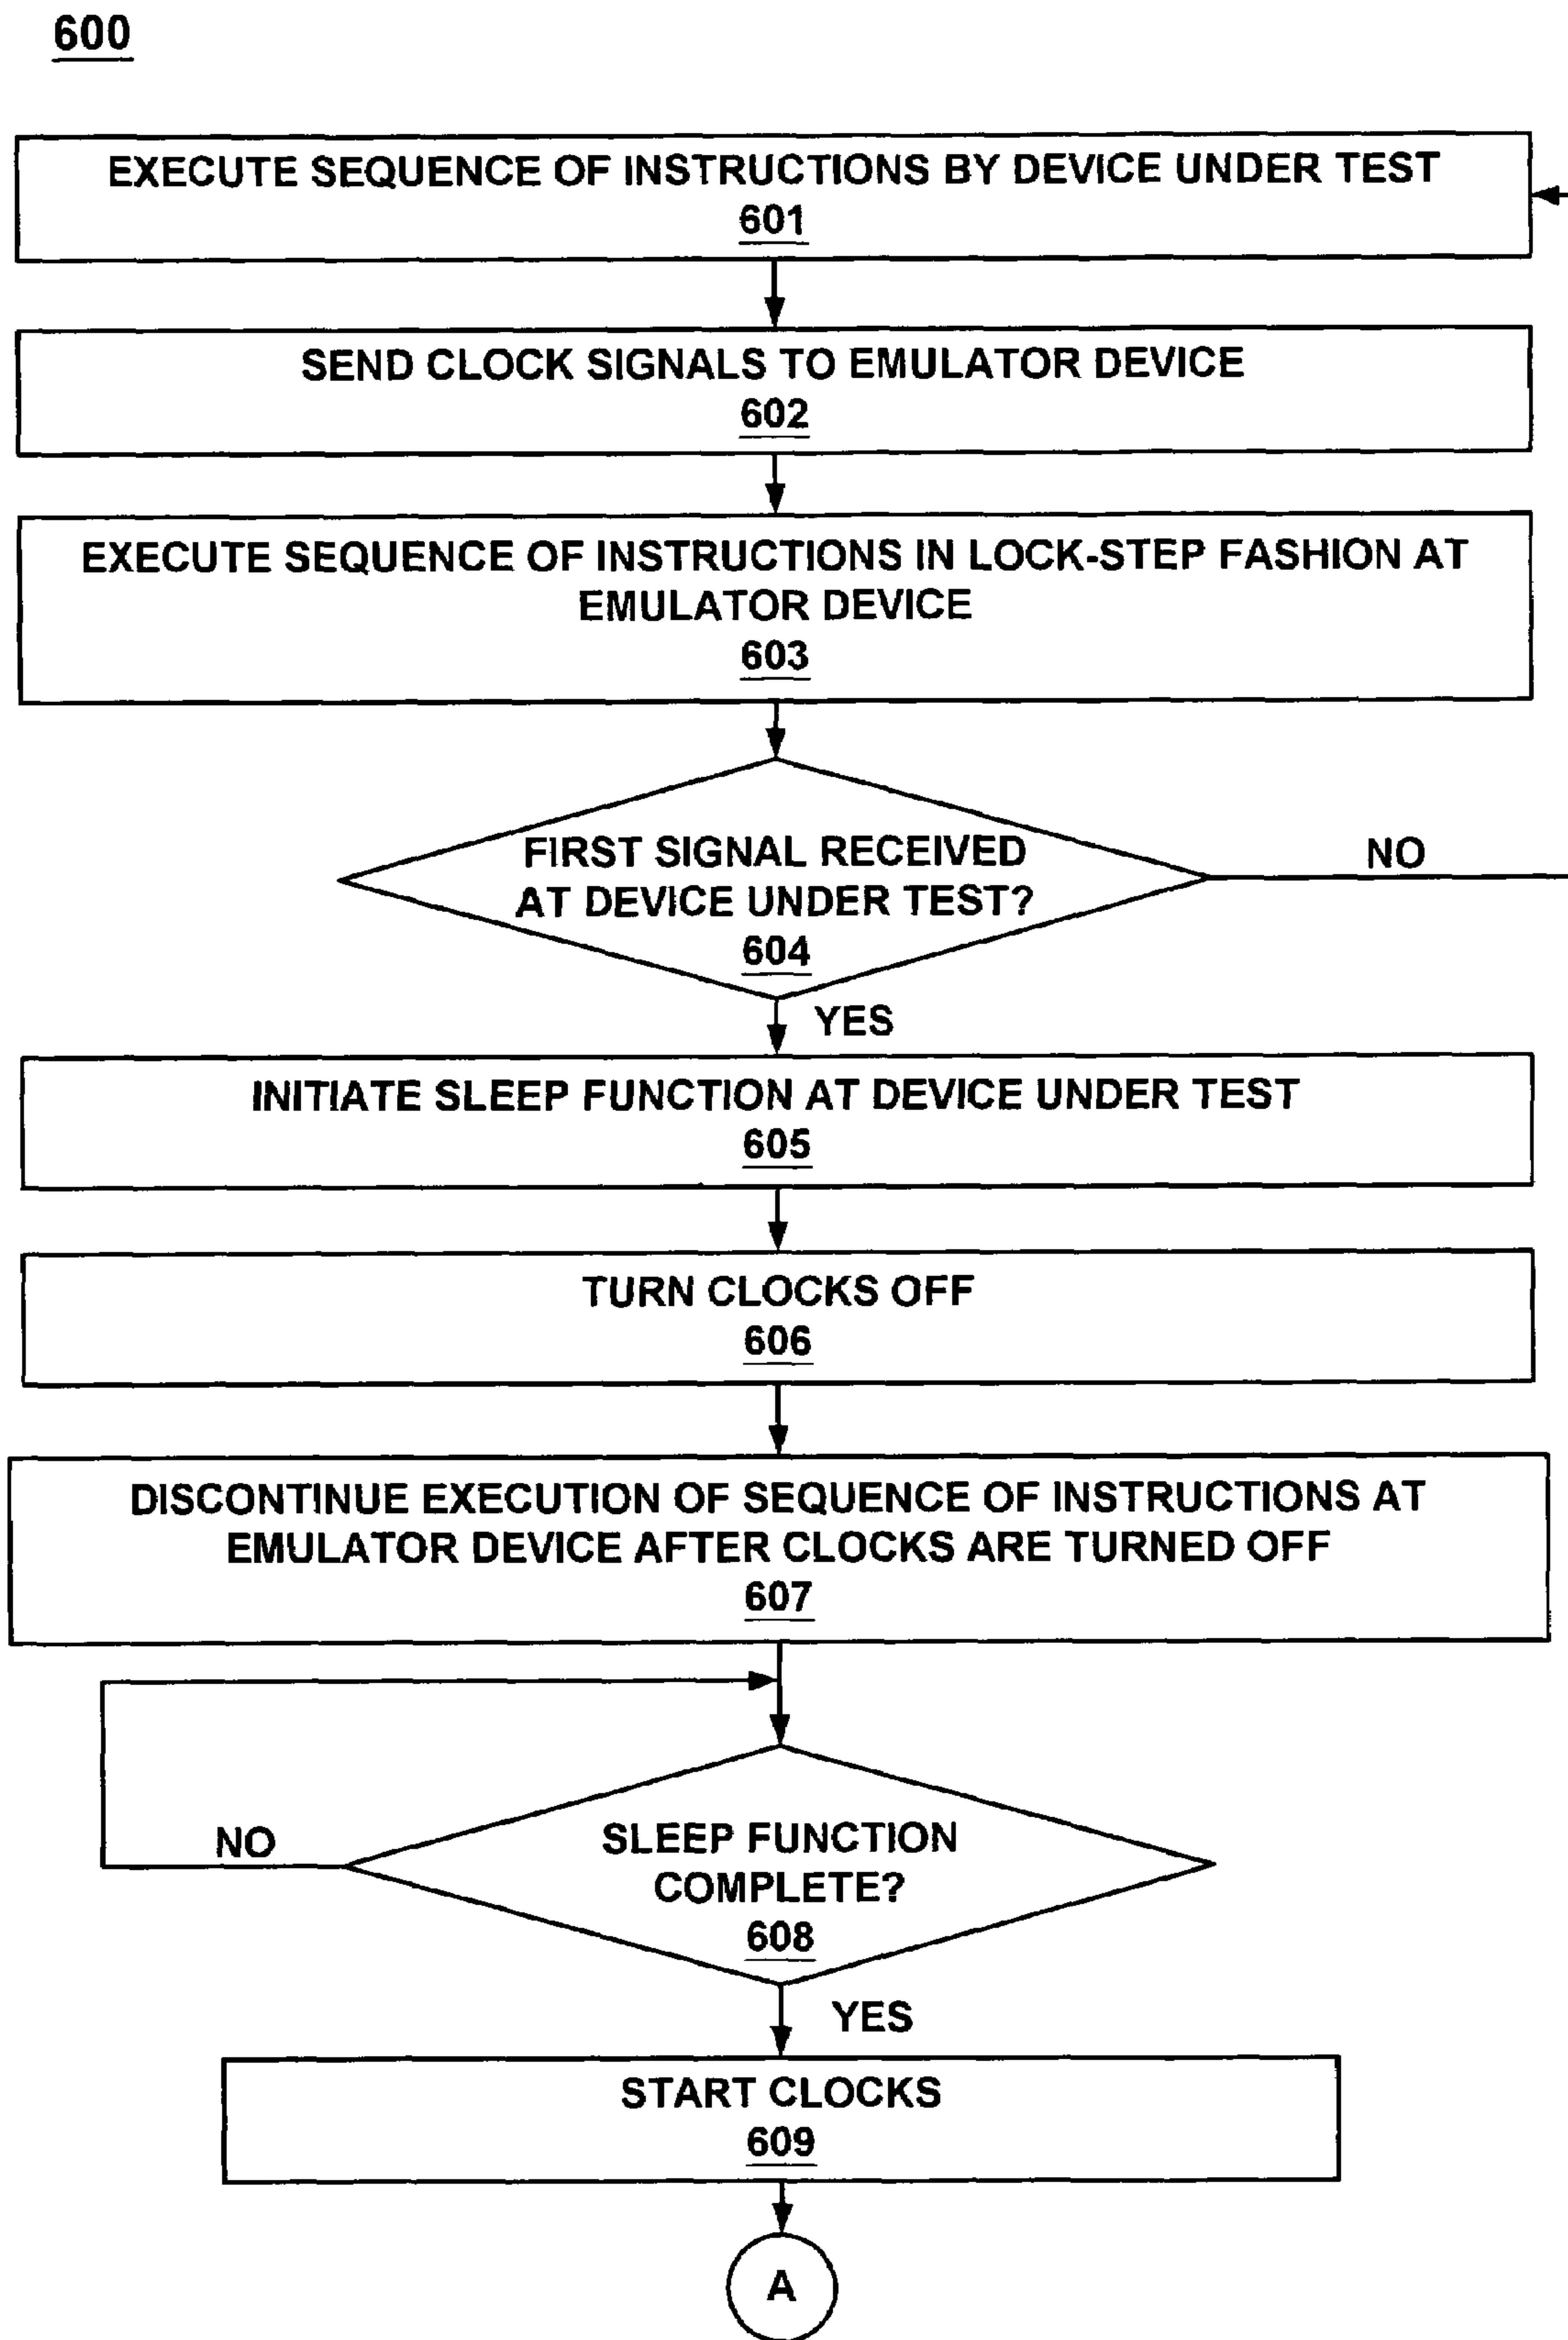 600
EXECUTE SEQUENCE OF INSTRUCTIONS BY DEVICE UNDER TEST
601
SEND CLOCK SIGNALS TO EMULATOR DEVICE
602
EXECUTE SEQUENCE OF INSTRUCTIONS IN LOCK-STEP FASHION AT
EMULATOR DEVICE
603
FIRST SIGNAL RECEIVED
AT DEVICE UNDER TEST?
604
NO
YES
INITIATE SLEEP FUNCTION AT DEVICE UNDER TEST
605
TURN CLOCKS OFF
606
DISCONTINUE EXECUTION OF SEQUENCE OF INSTRUCTIONS AT
EMULATOR DEVICE AFTER CLOCKS ARE TURNED OFF
607
NO
SLEEP FUNCTION
COMPLETE?
608
YES
START CLOCKS
609
A